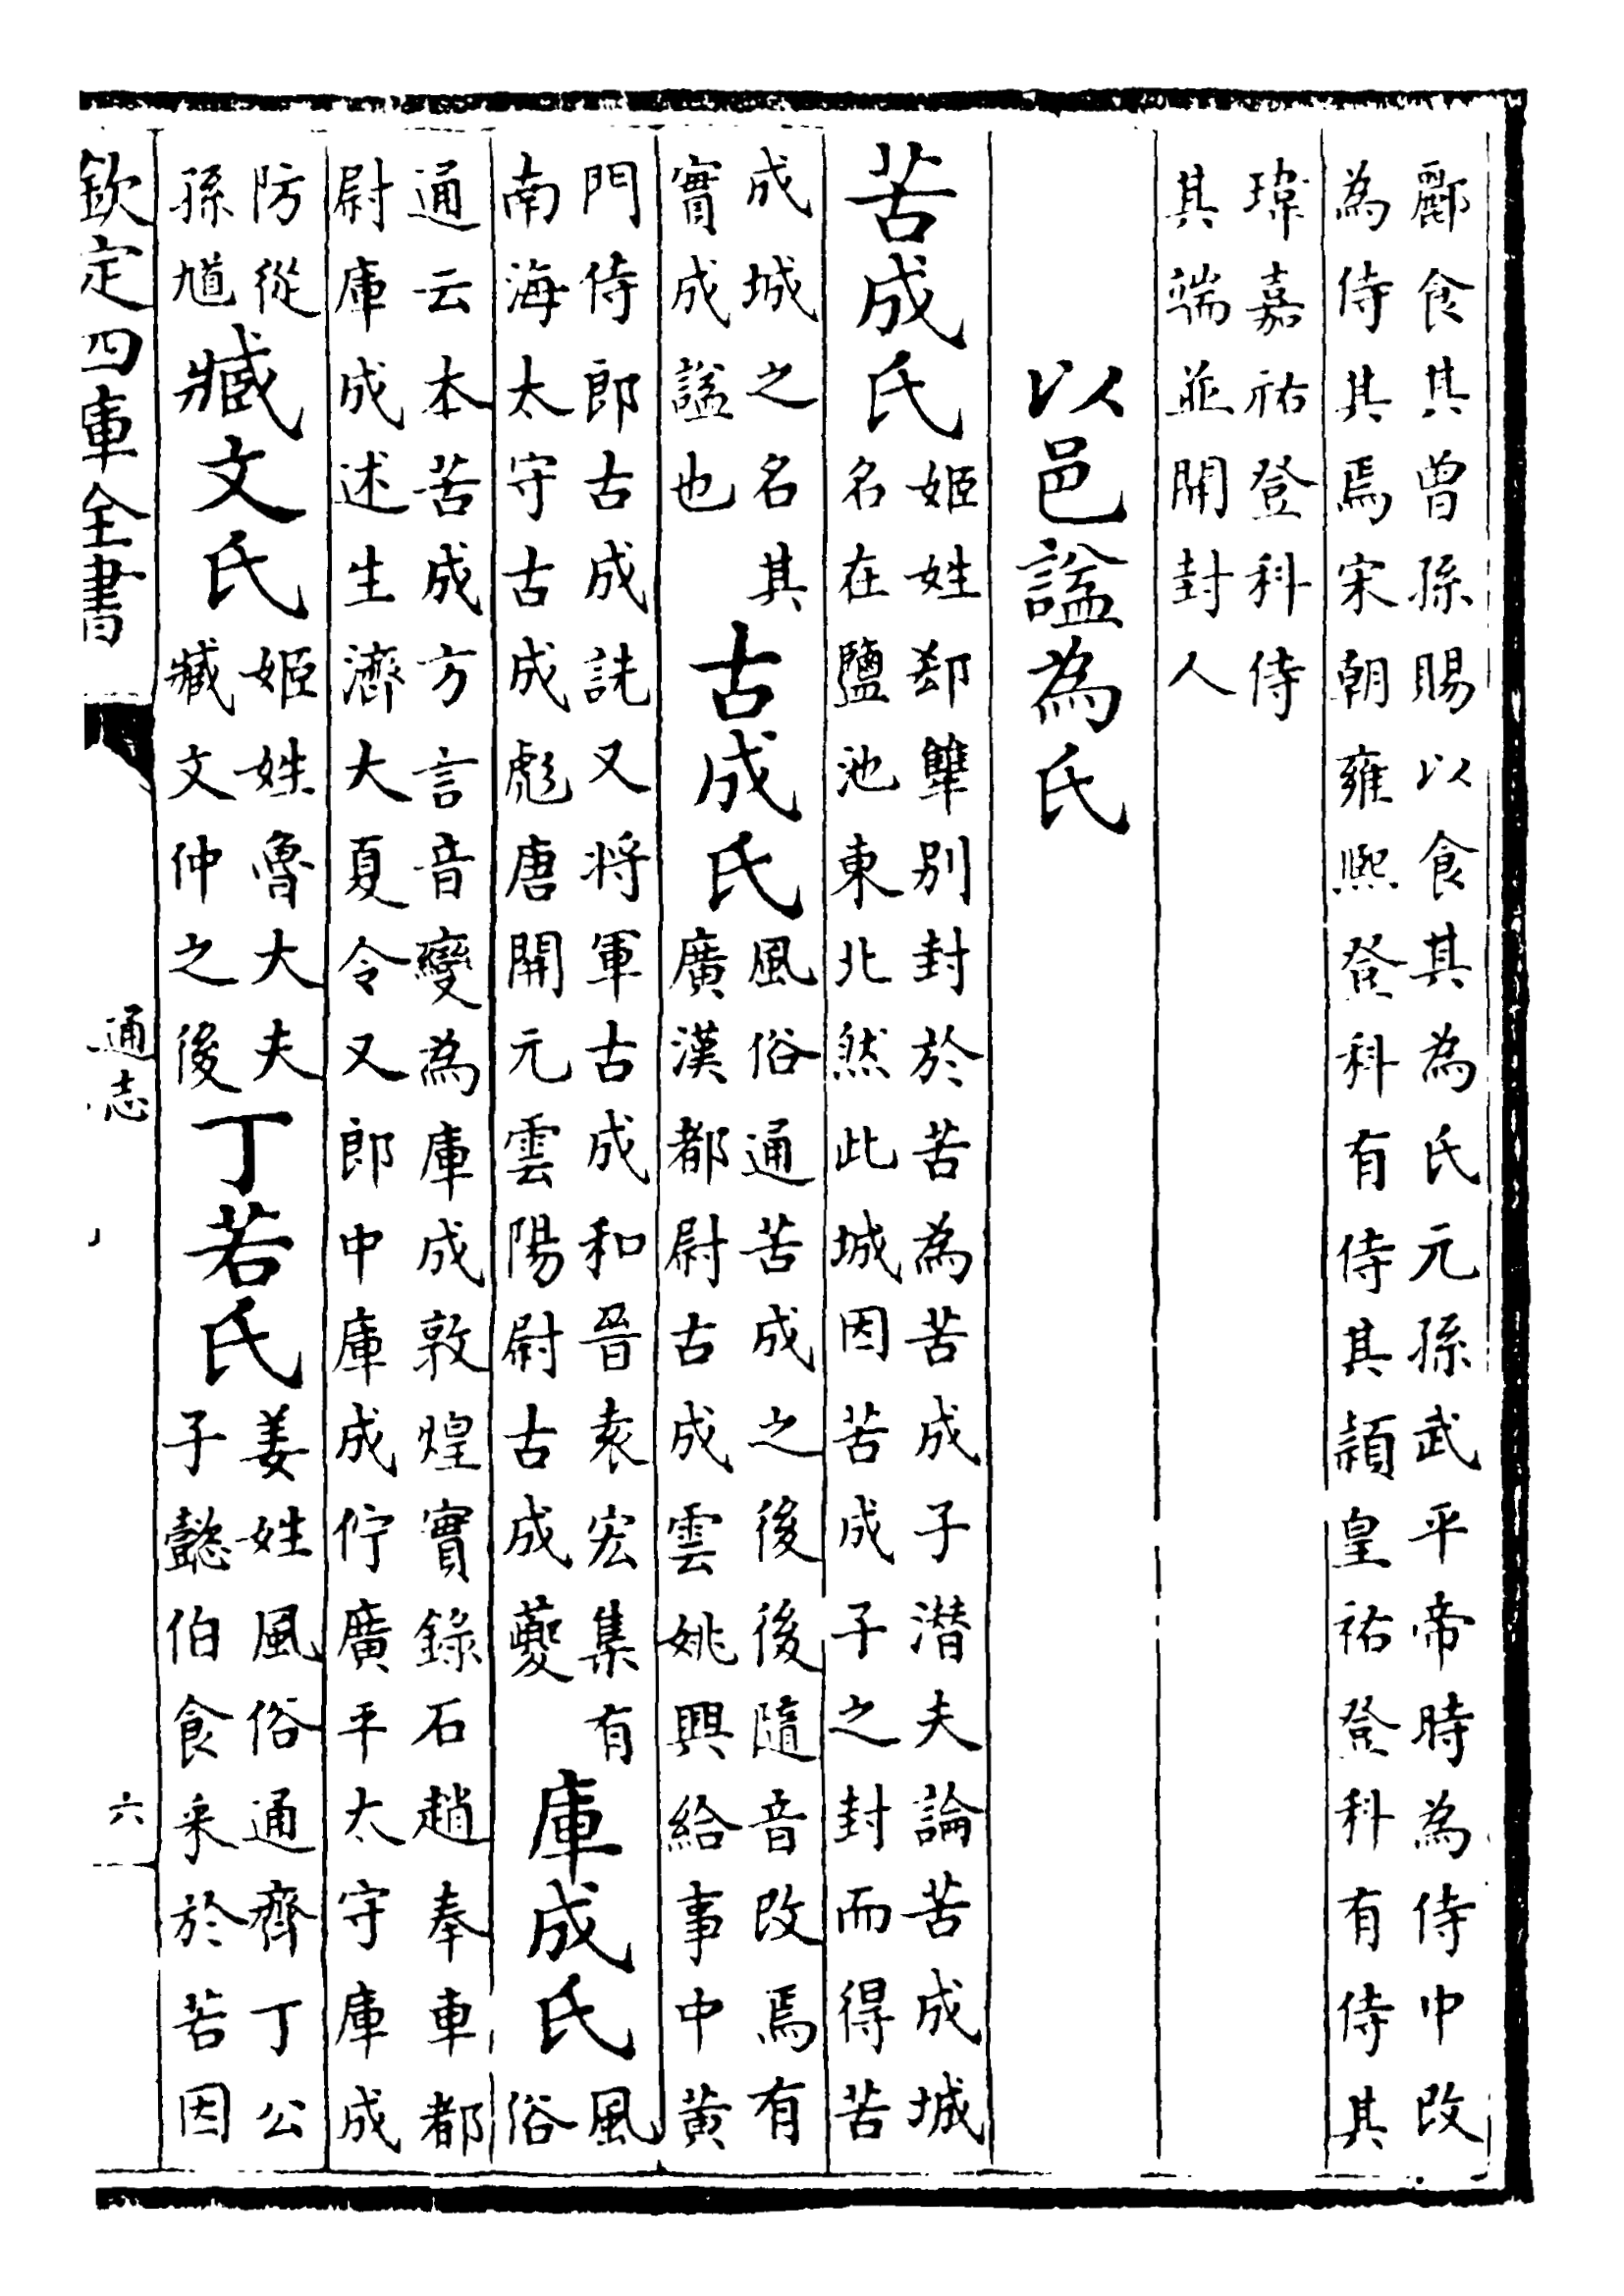 酈食其曽孫賜以食其為氏元孫武平帝時為侍中改
為侍其焉宋朝雍熙登科有侍其頴皇祐登科有侍其
瑋嘉祐登科侍
其端並開封人
以邑諡為氏
苦成氏
姬姓郄犨别封於苦為苦成子潜夫論苦成城
名在鹽池東北然此城因苦成子之封而得苦
成城之名其
實成諡也
古成氏
風俗通苦成之後後隨音改焉有
廣漢都尉古成雲姚興給事中黄
門侍郎古成詵又将軍古成和晉袁宏集有
南海太守古成彪唐開元雲陽尉古成虁
庫成氏
風
俗
通云本苦成方言音變為庫成敦煌實錄石趙奉車都
尉庫成述生濟大夏令又郎中庫成佇廣平太守庫成
防從
孫馗
臧文氏
姬姓魯大夫
臧文仲之後
丁若氏
姜姓風俗通齊丁公
子懿伯食采於若因
欽定四庫全書
通志
六